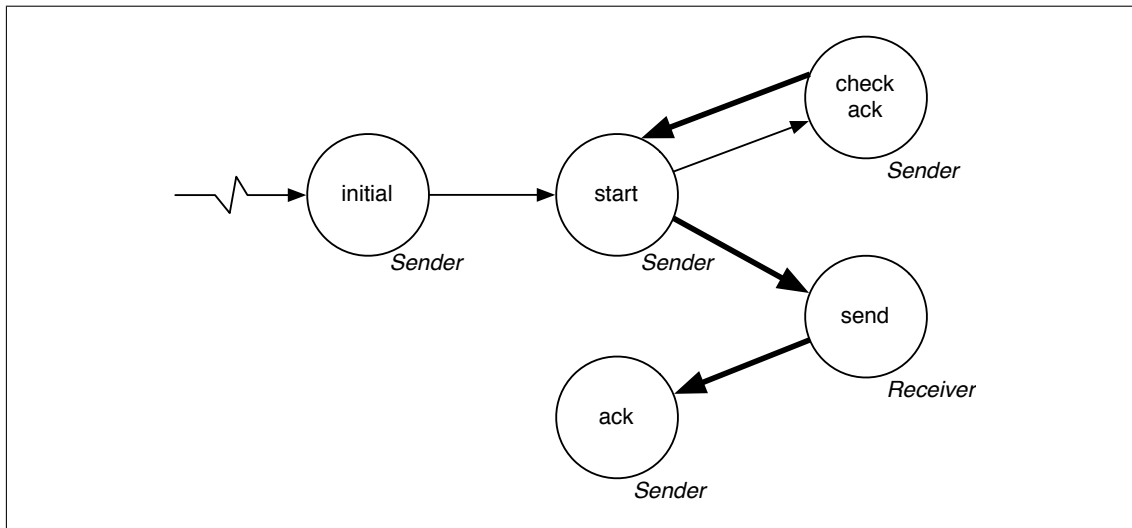 check
ack
Sender
initial
Sender
start
Sender
send
Receiver
ack
Sender